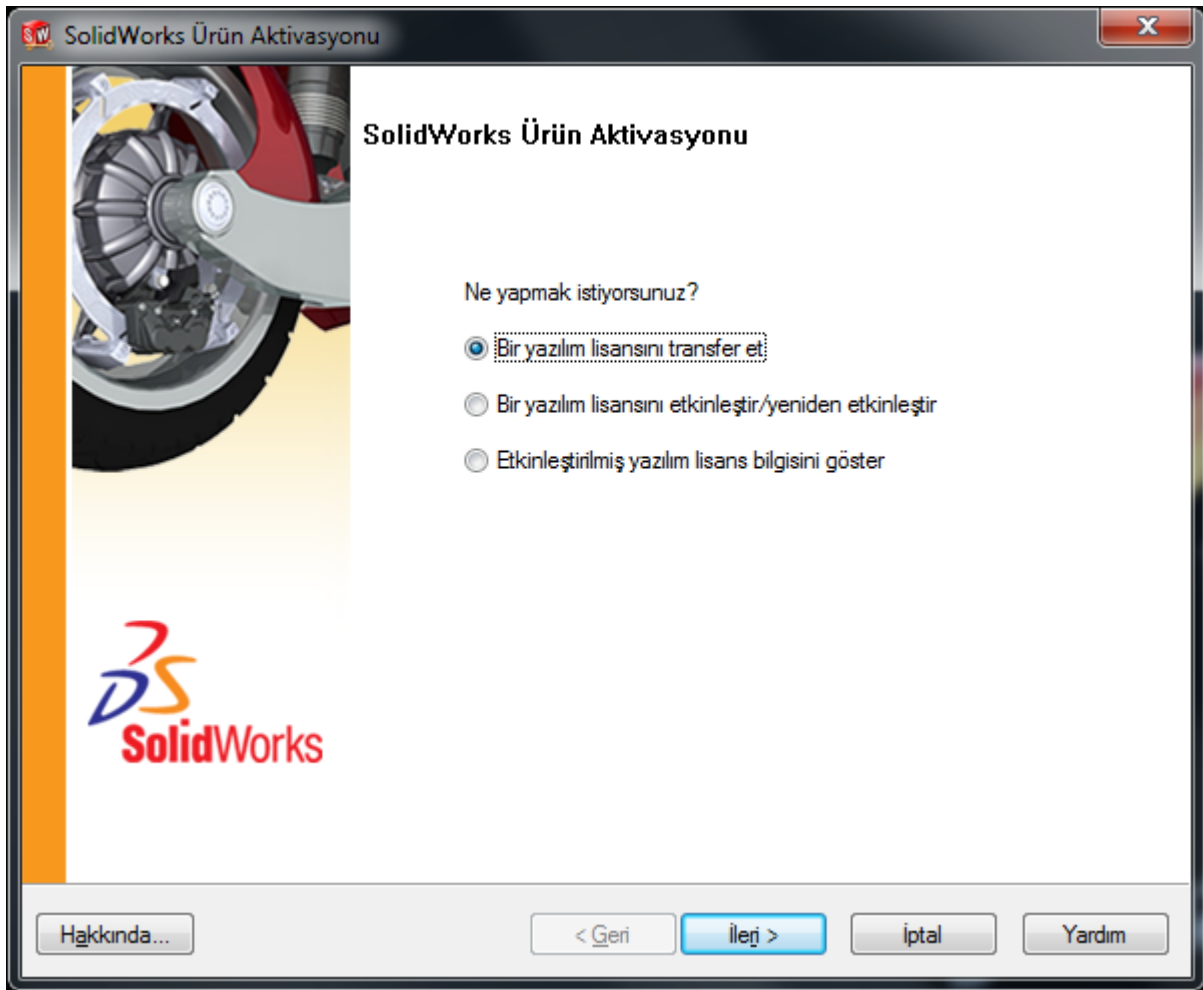 SolidWorks Ürün Aktivasyonu
SolidWorks Ürün Aktivasyonu
Ne yapmak istiyorsunuz?
Bir yazılım lisansını transfer et
Bir yazılım lisansını etkinleştir/yeniden etkinleştir
Etkinleştirilmiş yazılım lisans bilgisini göster
SolidWorks
Hakkında...
< Geri
İleri >
İptal
Yardım